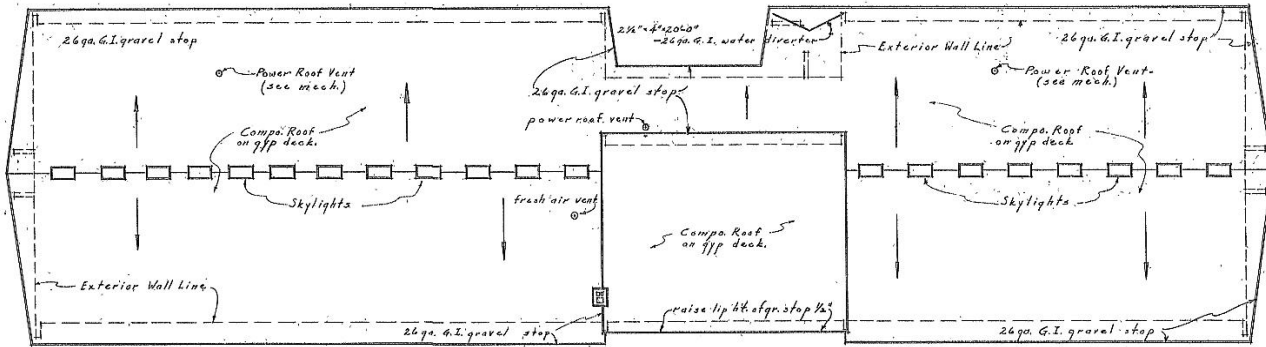 26ga. G.I. gravel stop
2½" x 4" x 20'-0"
-26ga. G.I. water diverter
Exterior Wall Line
26ga. G.I. gravel stop
Power Roof Vent
(see mech.)
26ga. G.I. gravel stop
Power Roof Vent
(see mech.)
power roof vent
Compo. Roof
on gyp deck
Compo. Roof
on gyp deck
Skylights
fresh air vent
Skylights
Compo. Roof
on gyp deck.
Exterior Wall Line
raise lip ht. of gr. stop ½"
26ga. G.I. gravel stop
26ga. G.I. gravel stop